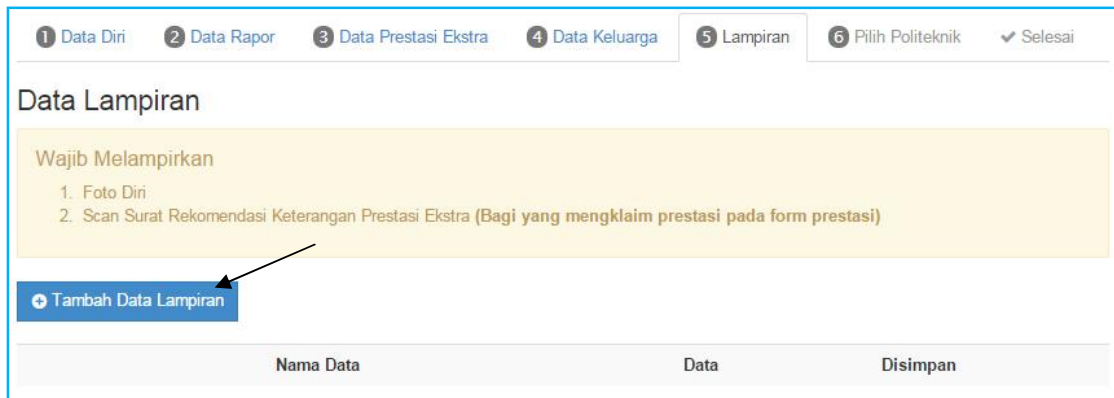 1 Data Diri 2 Data Rapor 3 Data Prestasi Ekstra 4 Data Keluarga 5 Lampiran 6 Pilih Politeknik ✔ Selesai
Data Lampiran
Wajib Melampirkan
1. Foto Diri
2. Scan Surat Rekomendasi Keterangan Prestasi Ekstra (Bagi yang mengklaim prestasi pada form prestasi)
Tambah Data Lampiran
Nama Data Data Disimpan